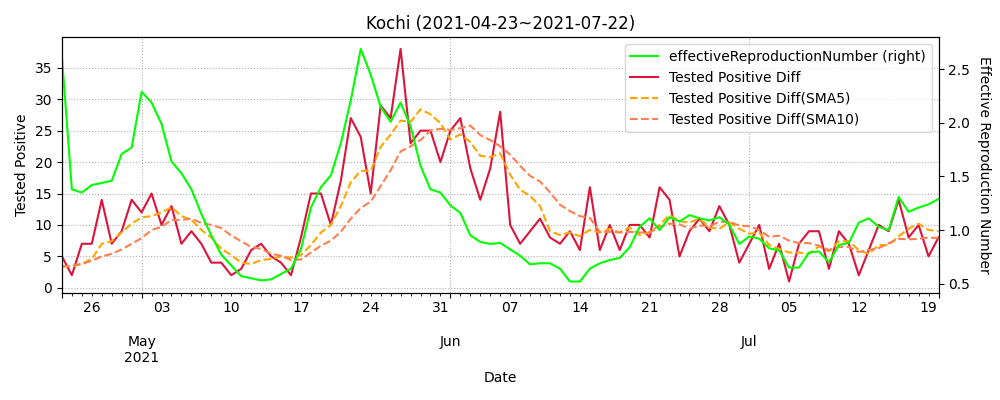 Kochi (2021-04-23~2021-07-22)
effectiveReproductionNumber (right)
Tested Positive Diff
Tested Positive Diff(SMA5)
Tested Positive Diff(SMA10)
Tested Positive
35
30
25
20
15
10
5
0
Effective Reproduction Number
2.5
2.0
1.5
1.0
0.5
26 03 10 17 24 31 07 14 21 28 05 12 19
May Jun Jul
2021
Date